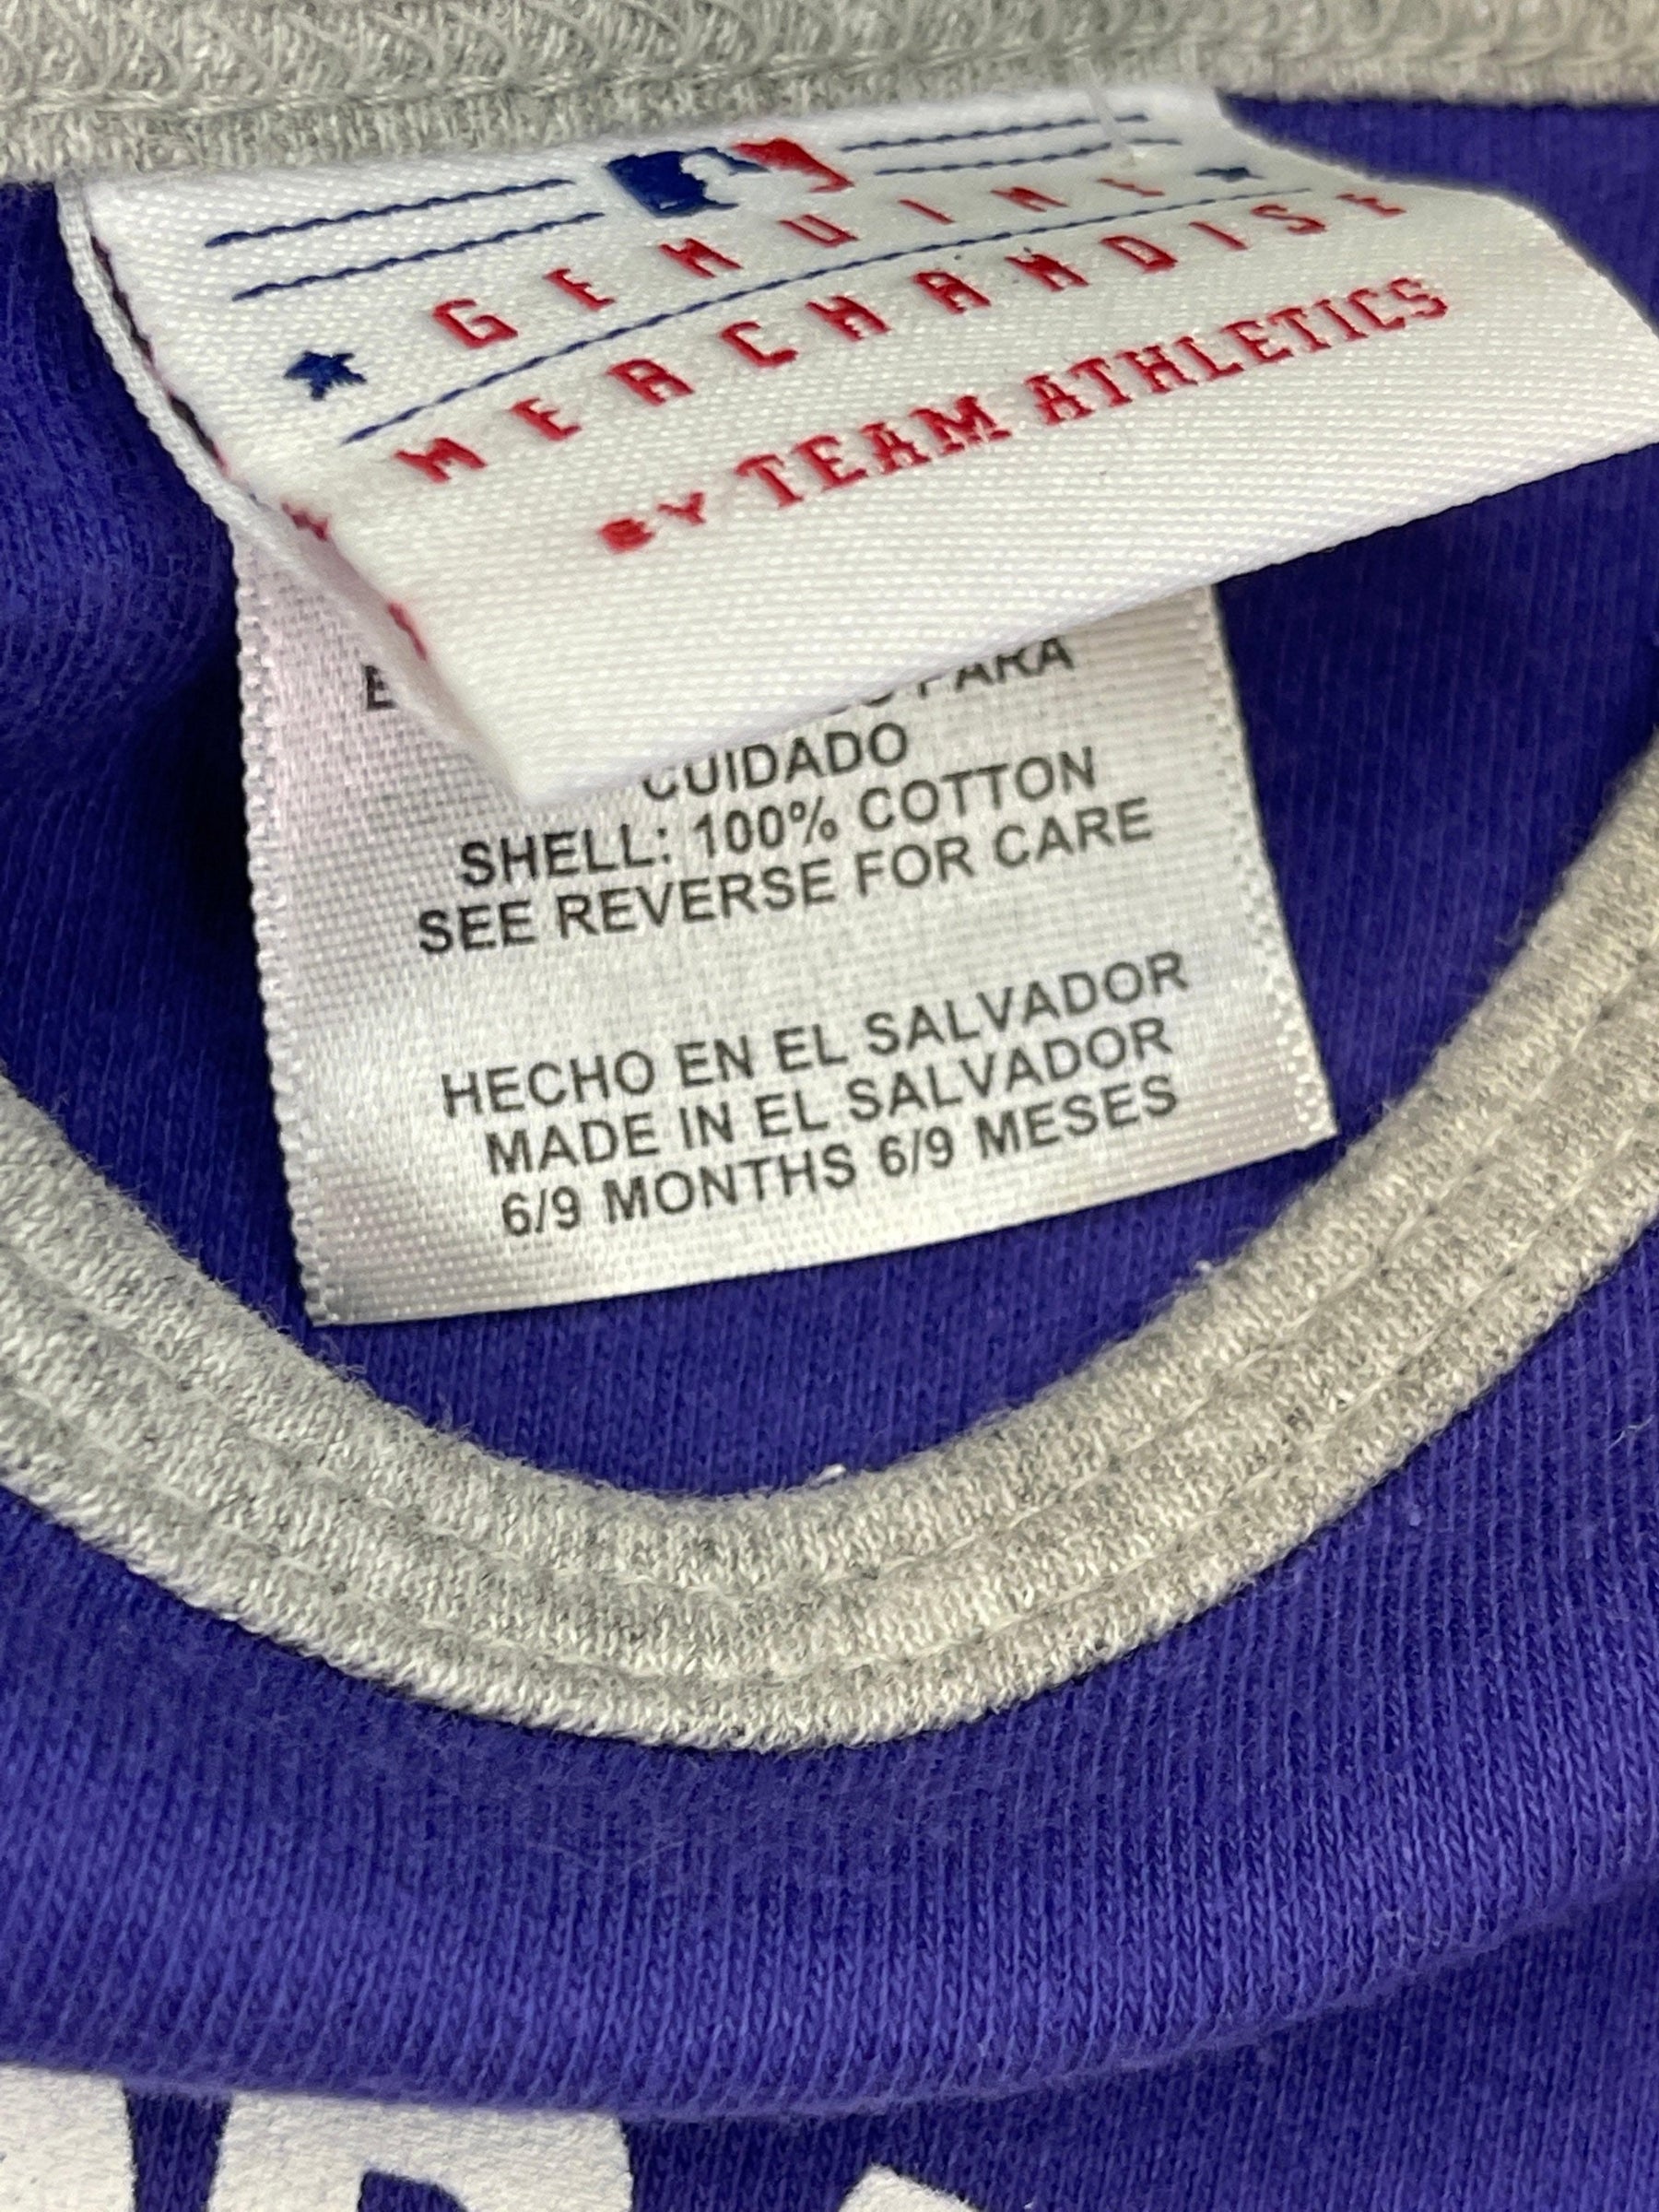 GENUINE
MERCHANDISE
BY TEAM ATHLETICS
PARA
CUIDADO
SHELL: 100% COTTON
SEE REVERSE FOR CARE
HECHO EN EL SALVADOR
MADE IN EL SALVADOR
6/9 MONTHS 6/9 MESES